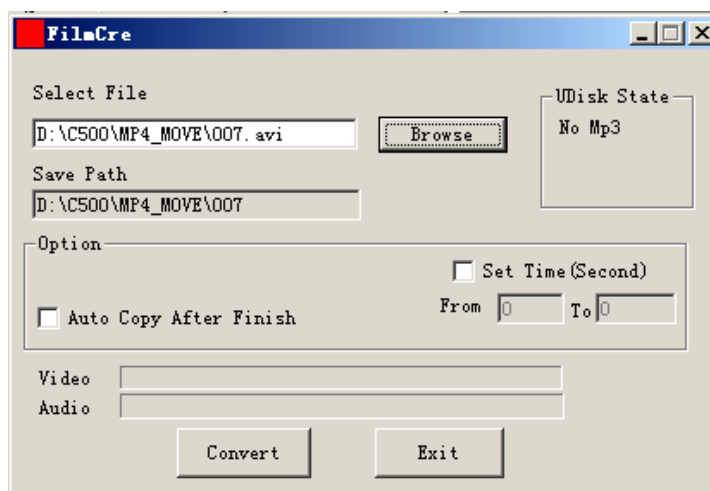 FilmCre
Select File
D:\C500\MP4_MOVE\007.avi
Browse
UDisk State
No Mp3
Save Path
D:\C500\MP4_MOVE\007
Option
Set Time(Second)
Auto Copy After Finish
From 0 To 0
Video
Audio
Convert
Exit